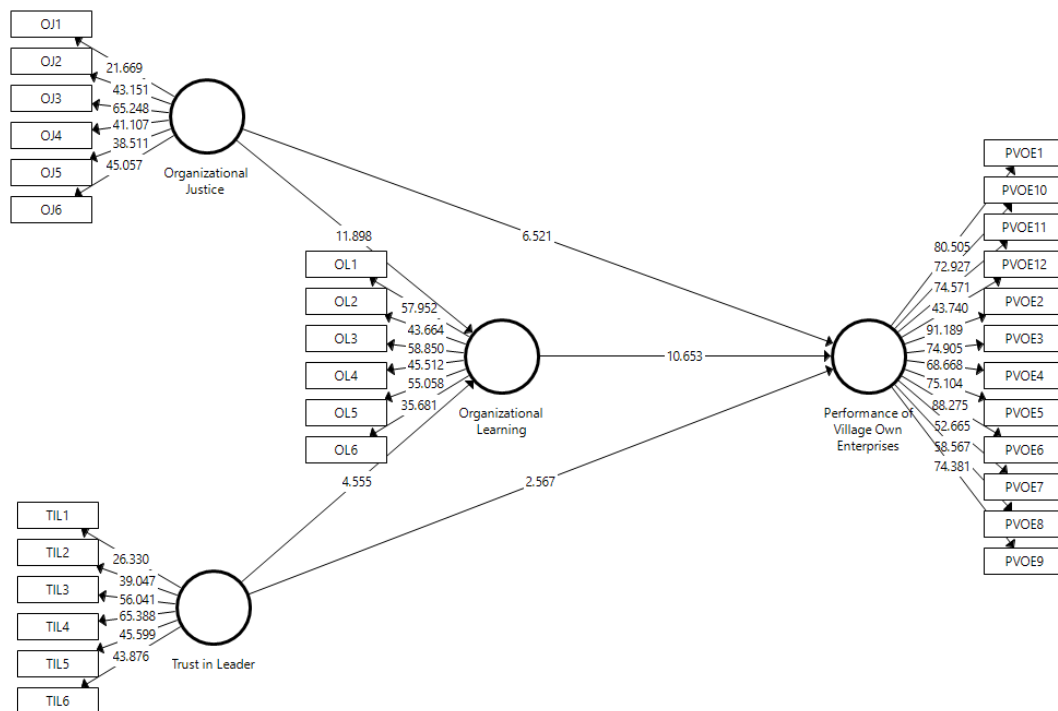 OJ1
OJ2
OJ3
OJ4
OJ5
OJ6
21.669
43.151
65.248
41.107
38.511
45.057
Organizational
Justice
11.898
6.521
OL1
OL2
OL3
OL4
OL5
OL6
57.952
43.664
58.850
45.512
55.058
35.681
Organizational
Learning
10.653
4.555
2.567
TIL1
TIL2
TIL3
TIL4
TIL5
TIL6
26.330
39.047
56.041
65.388
45.599
43.876
Trust in Leader
Performance of
Village Own
Enterprises
80.505
72.927
74.571
43.740
91.189
74.905
68.668
75.104
88.275
52.665
58.567
74.381
PVOE1
PVOE10
PVOE11
PVOE12
PVOE2
PVOE3
PVOE4
PVOE5
PVOE6
PVOE7
PVOE8
PVOE9